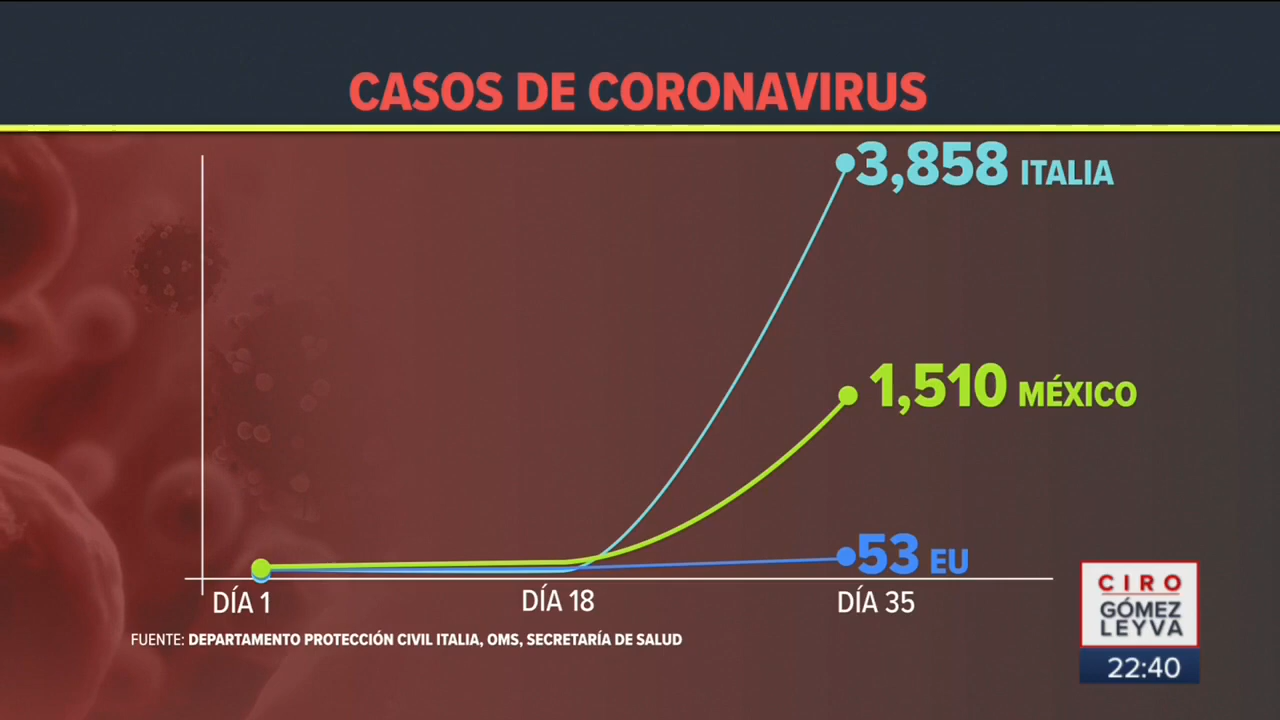 CASOS DE CORONAVIRUS
3,858 ITALIA
1,510 MÉXICO
53 EU
DÍA 1
DÍA 18
DÍA 35
FUENTE: DEPARTAMENTO PROTECCIÓN CIVIL ITALIA, OMS, SECRETARÍA DE SALUD
CIRO
GÓMEZ
LEYVA
22:40